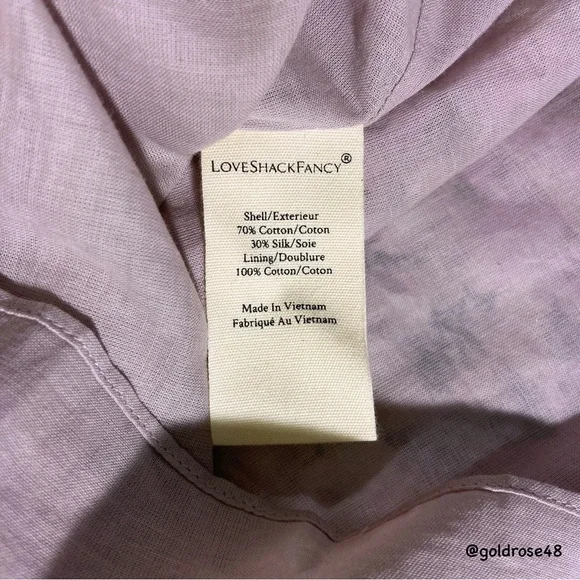 LOVESHACKFANCY®
Shell/Exterieur
70% Cotton/Coton
30% Silk/Soie
Lining/Doublure
100% Cotton/Coton
Made In Vietnam
Fabriqué Au Vietnam
@goldrose48